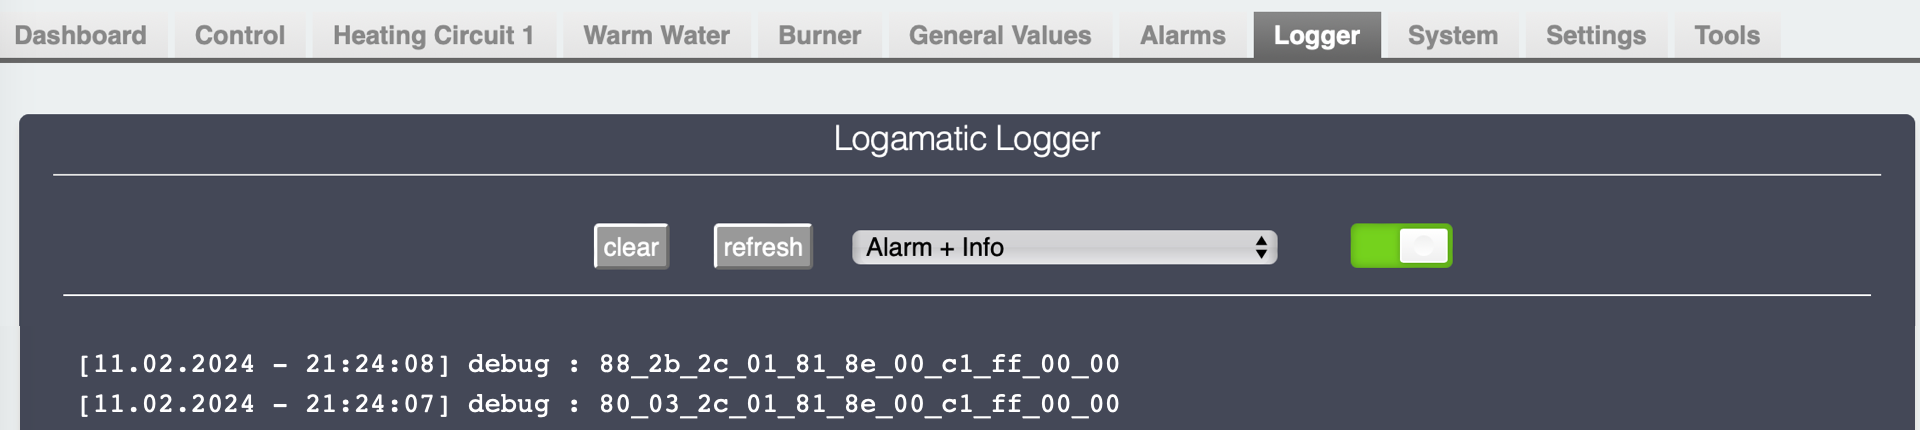 Dashboard Control Heating Circuit 1 Warm Water Burner General Values Alarms Logger System Settings Tools
Logamatic Logger
clear refresh Alarm + Info
[11.02.2024 - 21:24:08] debug : 88_2b_2c_01_81_8e_00_c1_ff_00_00
[11.02.2024 - 21:24:07] debug : 80_03_2c_01_81_8e_00_c1_ff_00_00